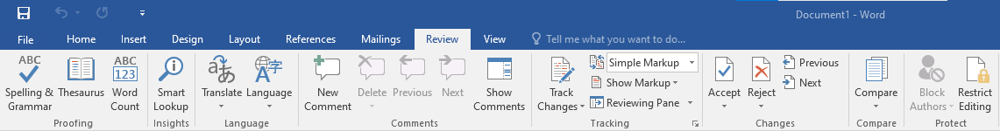 Document1 - Word
File Home Insert Design Layout References Mailings Review View Tell me what you want to do...
ABC
Spelling &
Grammar
Thesaurus
ABC
123
Word
Count
Proofing
Smart
Lookup
Insights
a
あ
Translate
A字
Language
Language
New
Comment
Delete
Previous
Next
Show
Comments
Comments
Track
Changes
Simple Markup
Show Markup
Reviewing Pane
Tracking
Accept
Reject
Previous
Next
Changes
Compare
Compare
Block
Authors
Restrict
Editing
Protect